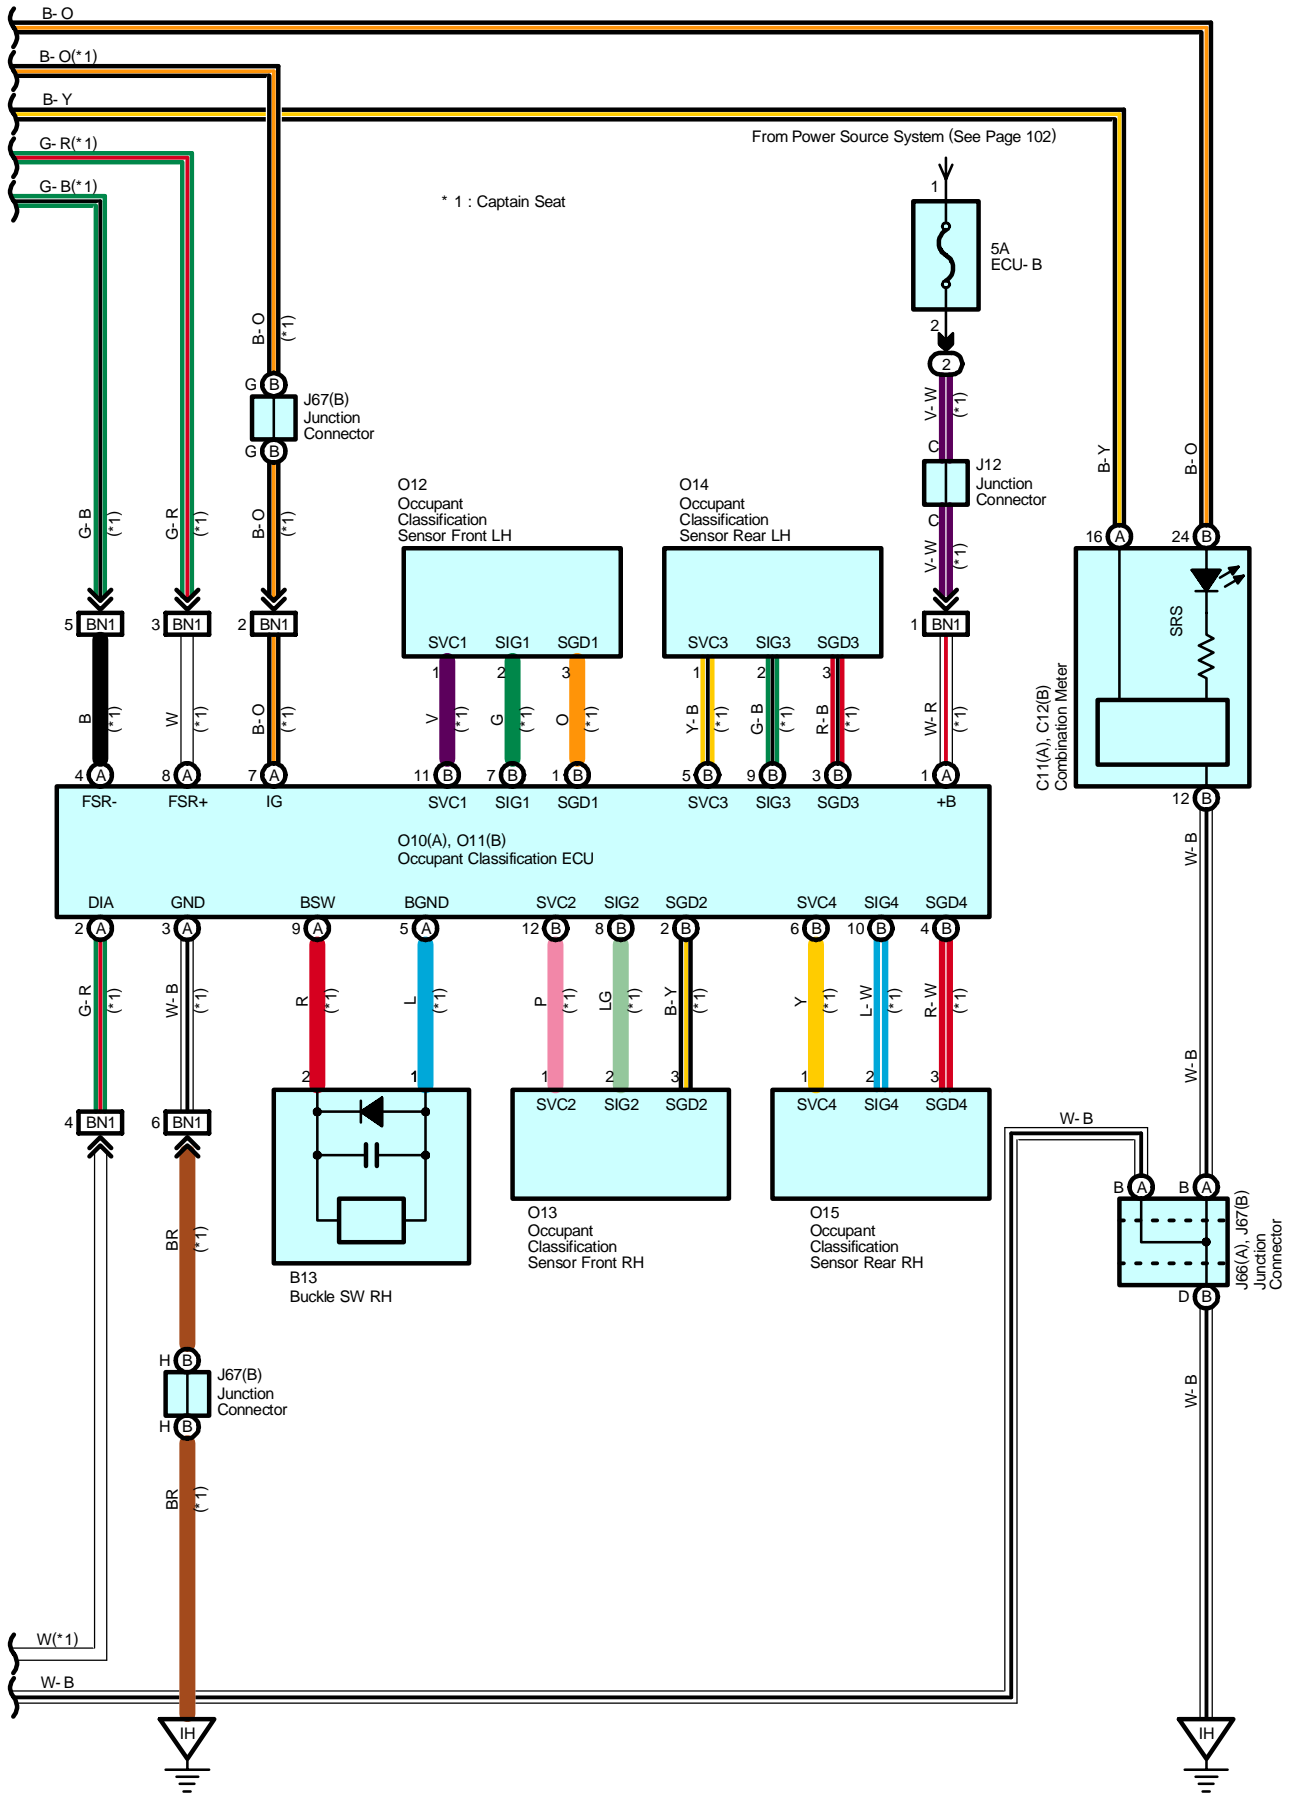 B- O
B- O(* 1)
B- Y
G- R(* 1)
G- B(* 1)
* 1 : Captain Seat
From Power Source System (See Page 102)
1
5A
ECU- B
2
2
V- W
(* 1)
C
J12
Junction
Connector
C
V- W
(* 1)
1 BN1
B- O
(* 1)
G B
J67(B)
Junction
Connector
G B
B- O
(* 1)
G- B
(* 1)
G- R
(* 1)
5 BN1
3 BN1
2 BN1
O12
Occupant
Classification
Sensor Front LH
O14
Occupant
Classification
Sensor Rear LH
SVC1 SIG1 SGD1
1 2 3
SVC3 SIG3 SGD3
1 2 3
B- Y
B- O
16 A
24 B
SRS
C11(A), C12(B)
Combination Meter
12 B
B
(* 1)
W
(* 1)
B- O
(* 1)
V
(* 1)
G
(* 1)
O
(* 1)
Y- B
(* 1)
G- B
(* 1)
R- B
(* 1)
W- R
(* 1)
4 A 8 A 7 A 11 B 7 B 1 B 5 B 9 B 3 B 1 A
FSR- FSR+ IG SVC1 SIG1 SGD1 SVC3 SIG3 SGD3 +B
O10(A), O11(B)
Occupant Classification ECU
DIA GND BSW BGND SVC2 SIG2 SGD2 SVC4 SIG4 SGD4
2 A 3 A 9 A 5 A 12 B 8 B 2 B 6 B 10 B 4 B
G- R
(* 1)
W- B
(* 1)
R
(* 1)
L
(* 1)
P
(* 1)
LG
(* 1)
B- Y
(* 1)
Y
(* 1)
L- W
(* 1)
R- W
(* 1)
W- B
W- B
2 1
1 2 3
SVC2 SIG2 SGD2
1 2 3
SVC4 SIG4 SGD4
4 BN1
6 BN1
W- B
B A
B A
J66(A), J67(B)
Junction
Connector
D B
O13
Occupant
Classification
Sensor Front RH
O15
Occupant
Classification
Sensor Rear RH
B13
Buckle SW RH
BR
(* 1)
H B
J67(B)
Junction
Connector
H B
BR
(* 1)
W- B
W(* 1)
W- B
IH
IH